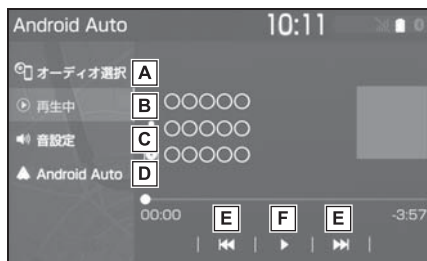 Android Auto 10:11
オーディオ選択 A
再生中 B ○○○○○
音設定 C ○○○○○
○○○○○
Android Auto D
00:00 E F E -3:57